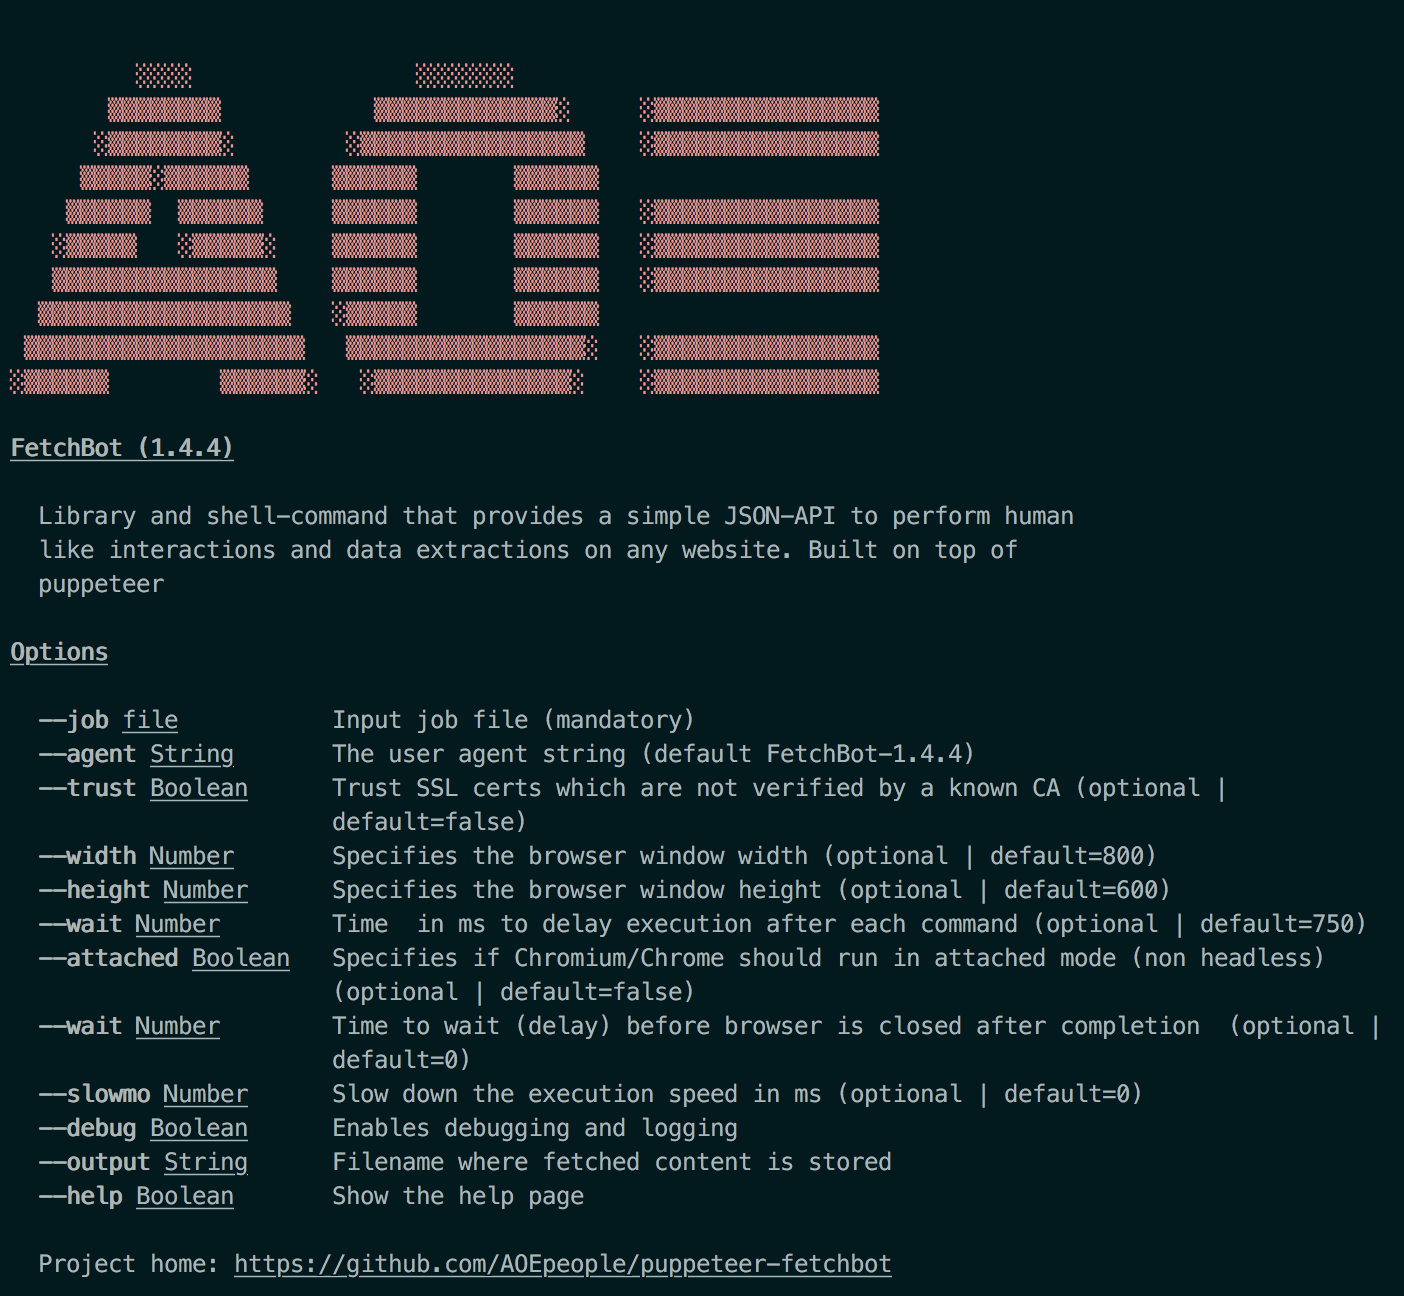 AOE
FetchBot (1.4.4)
Library and shell-command that provides a simple JSON-API to perform human
like interactions and data extractions on any website. Built on top of
puppeteer
Options
--job file Input job file (mandatory)
--agent String The user agent string (default FetchBot-1.4.4)
--trust Boolean Trust SSL certs which are not verified by a known CA (optional |
default=false)
--width Number Specifies the browser window width (optional | default=800)
--height Number Specifies the browser window height (optional | default=600)
--wait Number Time  in ms to delay execution after each command (optional | default=750)
--attached Boolean Specifies if Chromium/Chrome should run in attached mode (non headless)
(optional | default=false)
--wait Number Time to wait (delay) before browser is closed after completion  (optional |
default=0)
--slowmo Number Slow down the execution speed in ms (optional | default=0)
--debug Boolean Enables debugging and logging
--output String Filename where fetched content is stored
--help Boolean Show the help page
Project home: https://github.com/AOEpeople/puppeteer-fetchbot